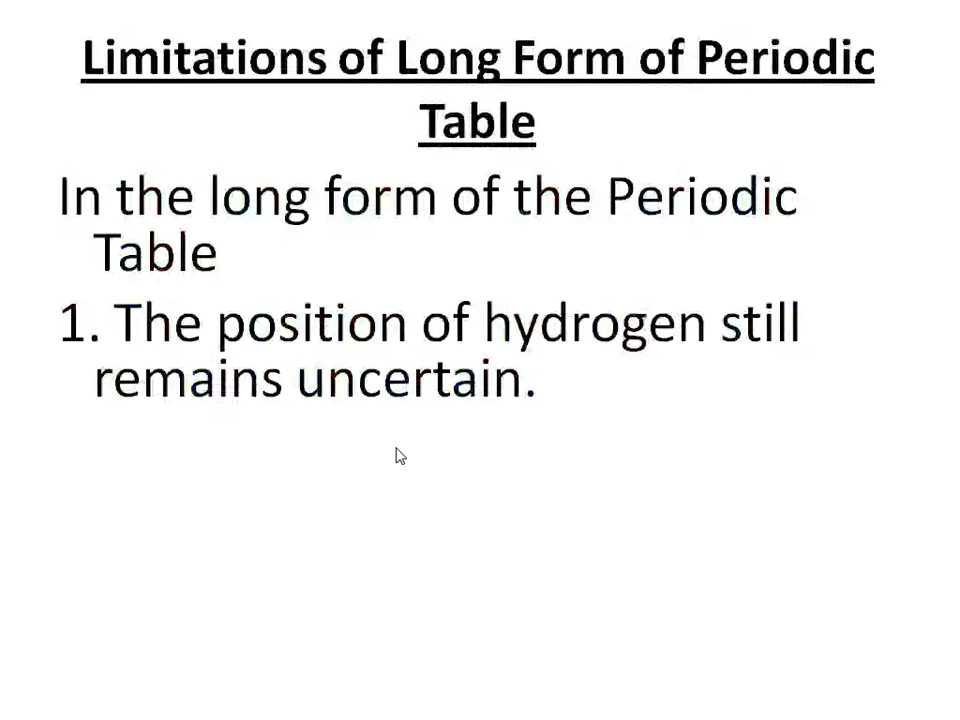 Limitations of Long Form of Periodic
Table
In the long form of the Periodic
Table
1. The position of hydrogen still
remains uncertain.